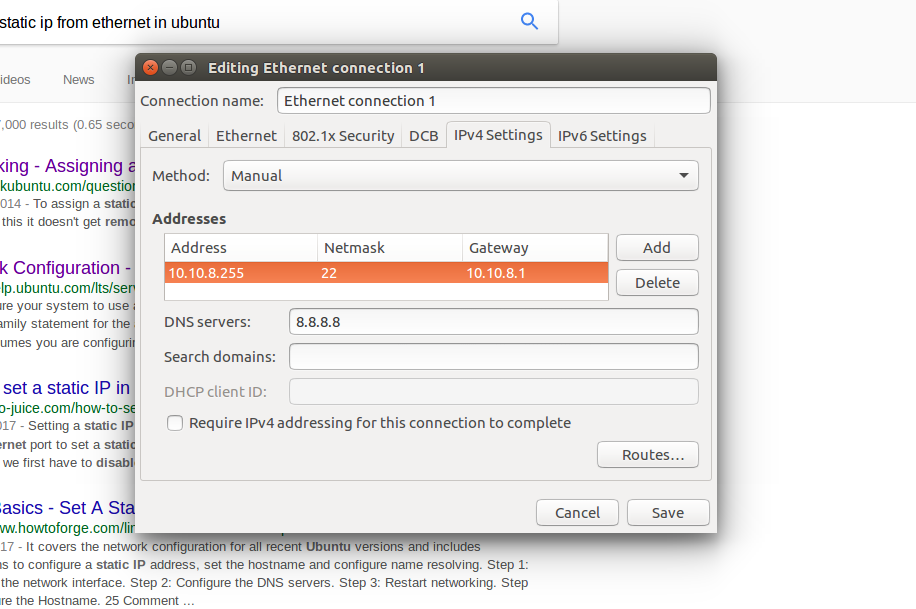 static ip from ethernet in ubuntu
ideos News
Editing Ethernet connection 1
Connection name: Ethernet connection 1
General Ethernet 802.1x Security DCB IPv4 Settings IPv6 Settings
Method: Manual
Addresses
Address Netmask Gateway
10.10.8.255 22 10.10.8.1
Add
Delete
DNS servers: 8.8.8.8
Search domains:
DHCP client ID:
Require IPv4 addressing for this connection to complete
Routes...
Cancel Save
,000 results (0.65 seco
king - Assigning a
kubuntu.com/question
014 - To assign a static
this it doesn't get remo
k Configuration -
lp.ubuntu.com/lts/serv
ure your system to use a
amily statement for the
umes you are configurin
set a static IP in
o-juice.com/how-to-se
017 - Setting a static IP
ernet port to set a static
we first have to disabl
Basics - Set A Sta
ww.howtoforge.com/lin
17 - It covers the network configuration for all recent Ubuntu versions and includes
ns to configure a static IP address, set the hostname and configure name resolving. Step 1:
the network interface. Step 2: Configure the DNS servers. Step 3: Restart networking. Step
re the Hostname. 25 Comment ...